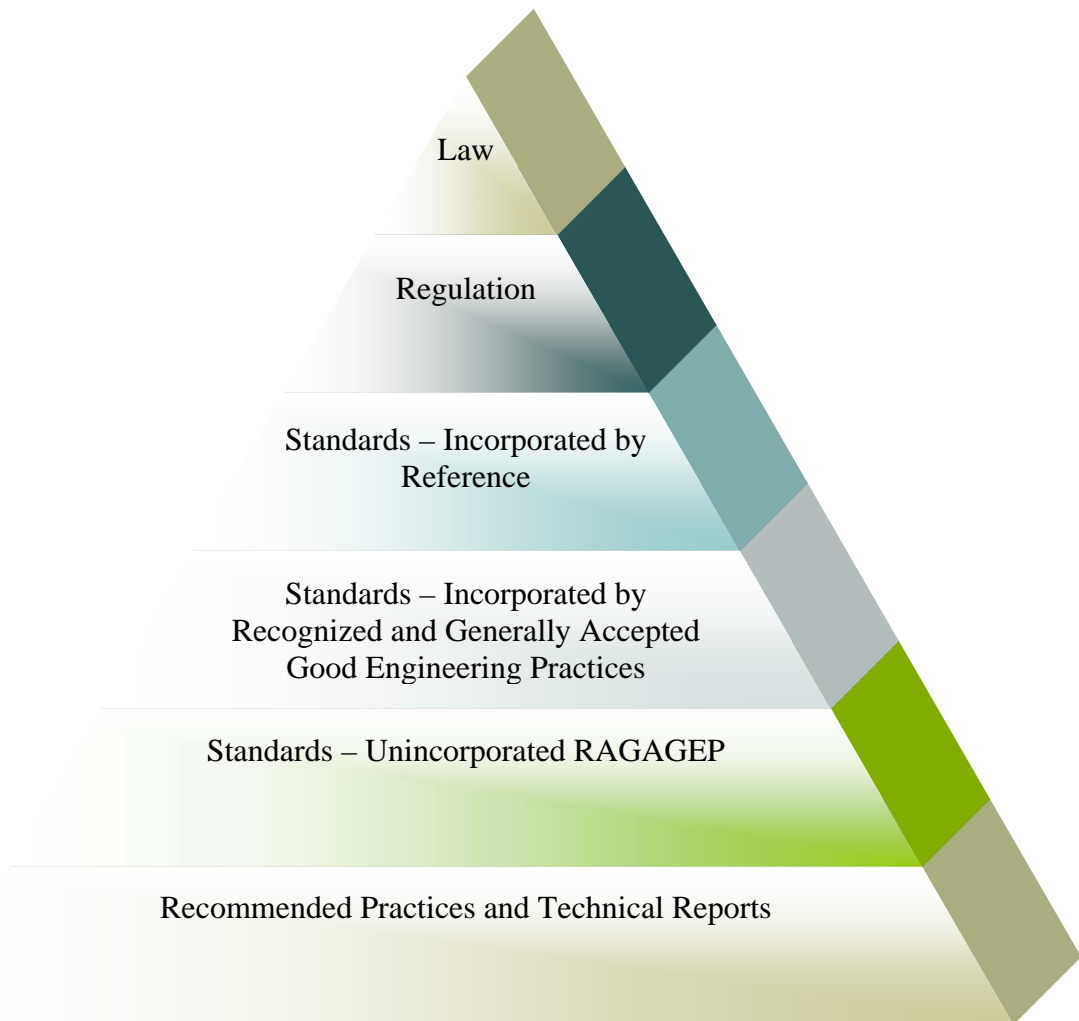 Law
Regulation
Standards – Incorporated by
Reference
Standards – Incorporated by
Recognized and Generally Accepted
Good Engineering Practices
Standards – Unincorporated RAGAGEP
Recommended Practices and Technical Reports